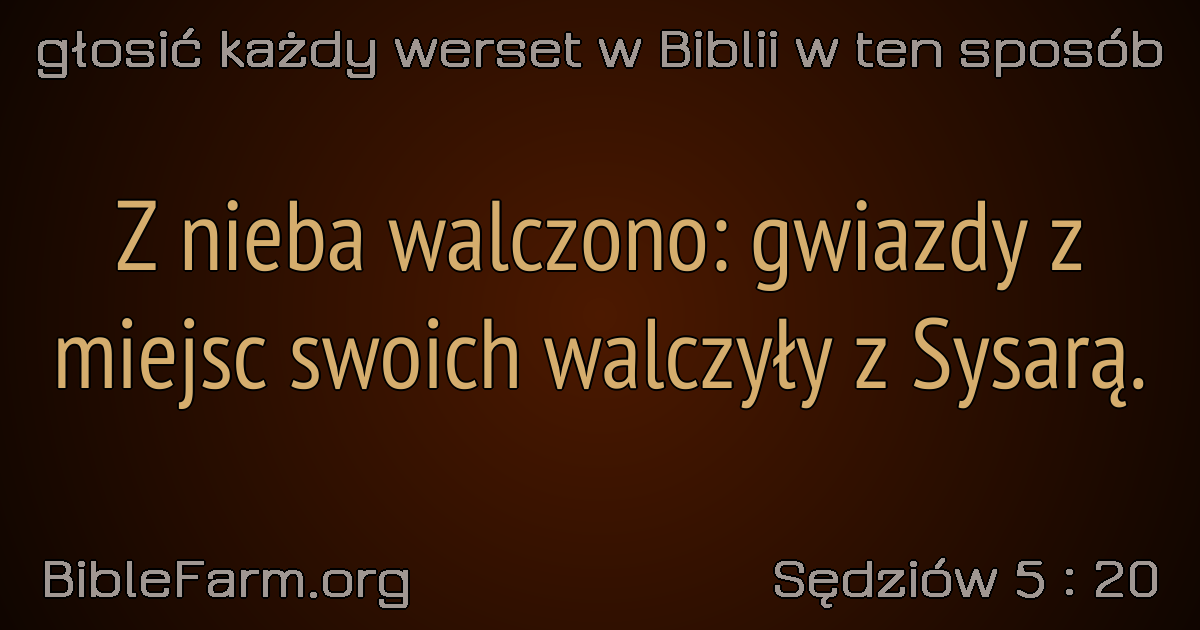 głosić każdy werset w Biblii w ten sposób
Z nieba walczono: gwiazdy z
miejsc swoich walczyły z Sysarą.
BibleFarm.org
Sędziów 5 : 20